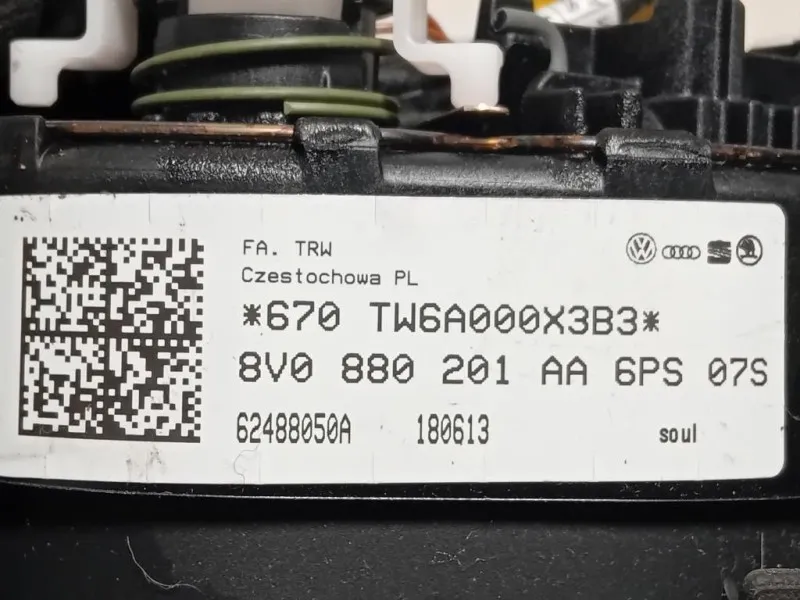 FA. TRW
Czestochowa PL
*670 TW6A000X3B3*
8V0 880 201 AA 6PS 07S
62488050A 180613 soul